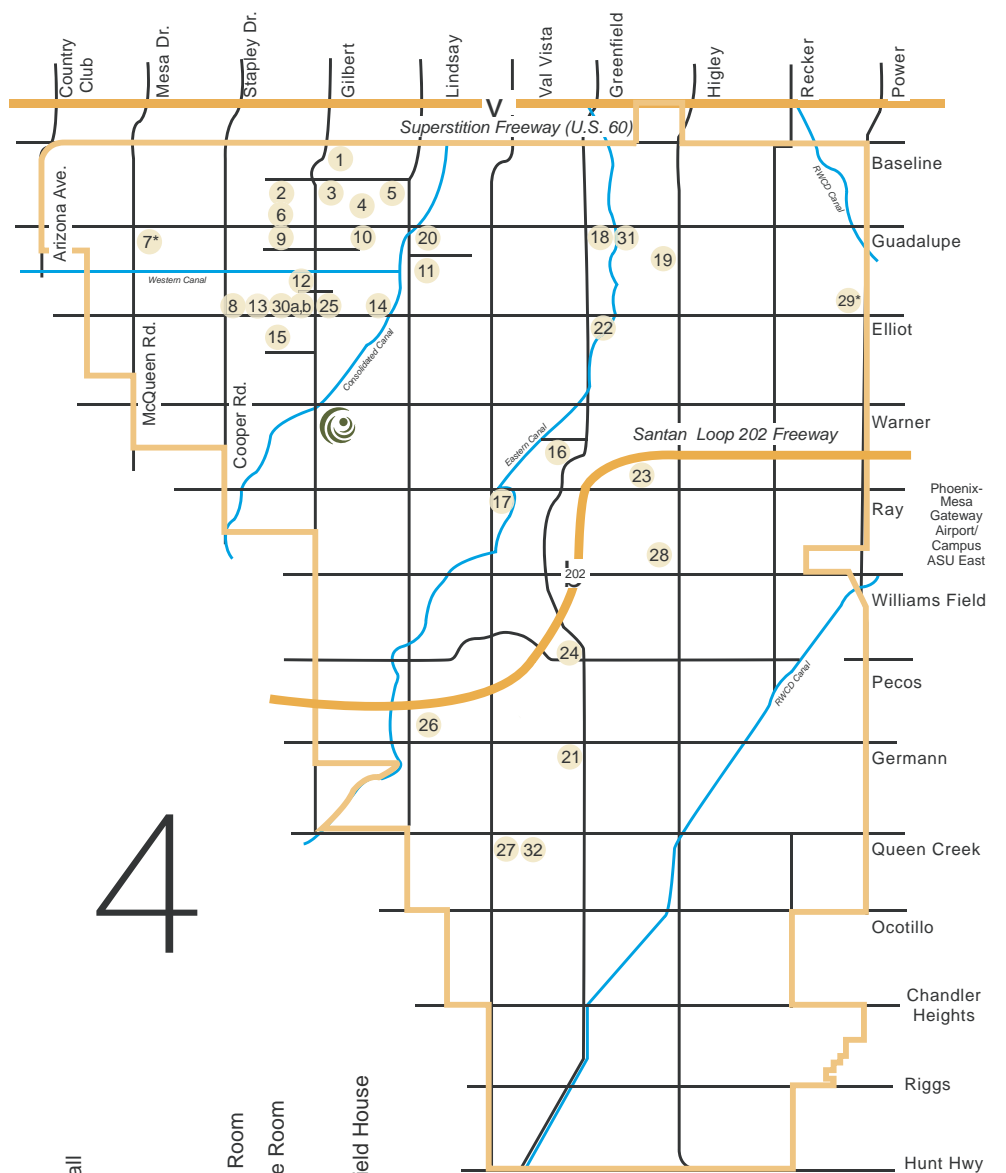 Country
Club
Mesa Dr.
Stapley Dr.
Gilbert
Lindsay
Val Vista
Greenfield
Higley
Recker
Power
Superstition Freeway (U.S. 60)
Baseline
1
RWCD Canal
2
3
4
5
6
Arizona Ave.
7*
9
10
20
18
31
19
Guadalupe
Western Canal
11
12
8
13
30a,b
25
14
29*
15
22
Elliot
McQueen Rd.
Consolidated Canal
Cooper Rd.
Warner
Eastern Canal
Santan Loop 202 Freeway
16
23
17
Ray
Phoenix-
Mesa
Gateway
Airport/
Campus
ASU East
28
202
Williams Field
24
Pecos
RWCD Canal
26
21
Germann
4
27
32
Queen Creek
Ocotillo
Chandler
Heights
Riggs
Hunt Hwy
all
Room
e Room
ield House